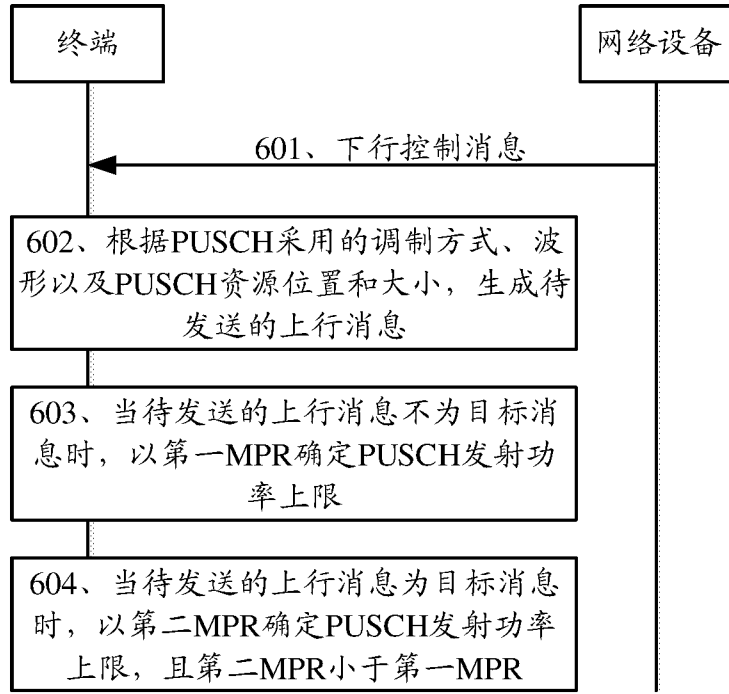 终端
网络设备
601、下行控制消息
602、根据PUSCH采用的调制方式、波
形以及PUSCH资源位置和大小，生成待
发送的上行消息
603、当待发送的上行消息不为目标消
息时，以第一MPR确定PUSCH发射功
率上限
604、当待发送的上行消息为目标消息
时，以第二MPR确定PUSCH发射功率
上限，且第二MPR小于第一MPR